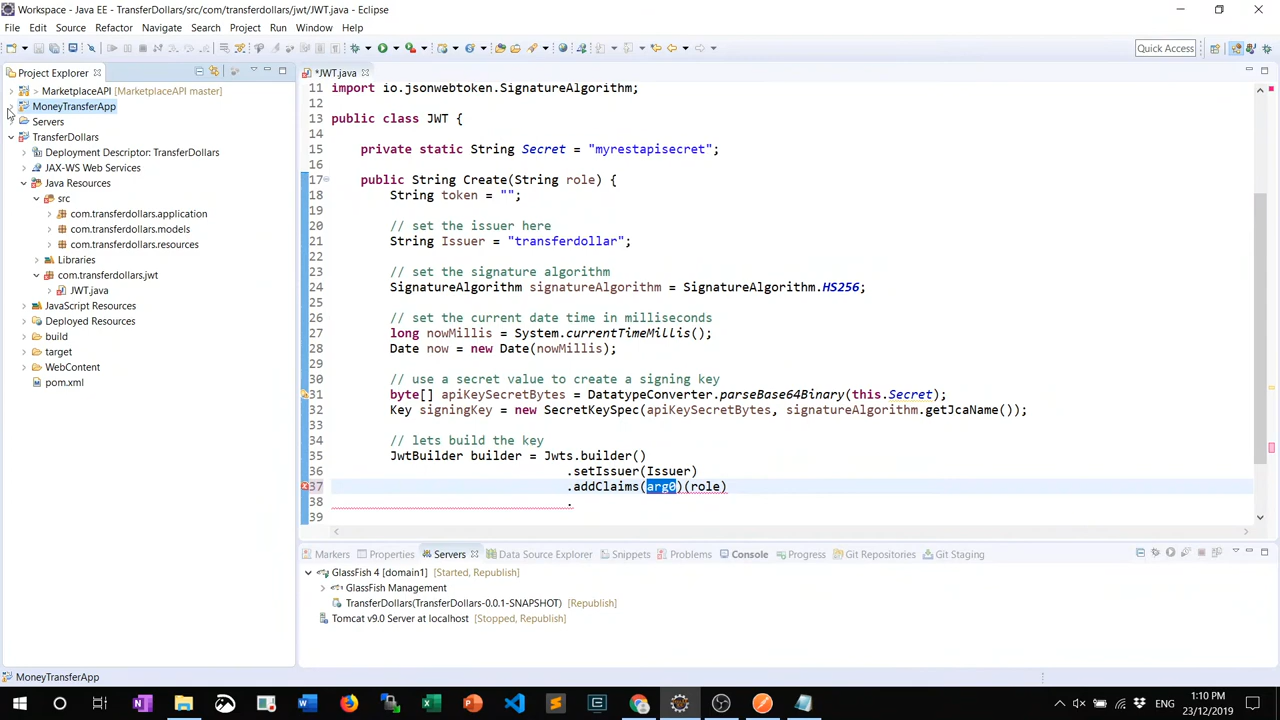 Workspace - Java EE - TransferDollars/src/com/transferdollars/jwt/JWT.java - Eclipse
File Edit Source Refactor Navigate Search Project Run Window Help
Quick Access
Project Explorer
> MarketplaceAPI [MarketplaceAPI master]
MoneyTransferApp
Servers
TransferDollars
Deployment Descriptor: TransferDollars
JAX-WS Web Services
Java Resources
src
com.transferdollars.application
com.transferdollars.models
com.transferdollars.resources
Libraries
com.transferdollars.jwt
JWT.java
JavaScript Resources
Deployed Resources
build
target
WebContent
pom.xml
*JWT.java
11 import io.jsonwebtoken.SignatureAlgorithm;
12
13 public class JWT {
14
15 private static String Secret = "myrestapisecret";
16
17 public String Create(String role) {
18 String token = "";
19
20 // set the issuer here
21 String Issuer = "transferdollar";
22
23 // set the signature algorithm
24 SignatureAlgorithm signatureAlgorithm = SignatureAlgorithm.HS256;
25
26 // set the current date time in milliseconds
27 long nowMillis = System.currentTimeMillis();
28 Date now = new Date(nowMillis);
29
30 // use a secret value to create a signing key
31 byte[] apiKeySecretBytes = DatatypeConverter.parseBase64Binary(this.Secret);
32 Key signingKey = new SecretKeySpec(apiKeySecretBytes, signatureAlgorithm.getJcaName());
33
34 // lets build the key
35 JwtBuilder builder = Jwts.builder()
36 .setIssuer(Issuer)
37 .addClaims(arg0)(role)
38 .
39
Markers Properties Servers Data Source Explorer Snippets Problems Console Progress Git Repositories Git Staging
GlassFish 4 [domain1] [Started, Republish]
GlassFish Management
TransferDollars(TransferDollars-0.0.1-SNAPSHOT) [Republish]
Tomcat v9.0 Server at localhost [Stopped, Republish]
MoneyTransferApp
ENG
1:10 PM
23/12/2019